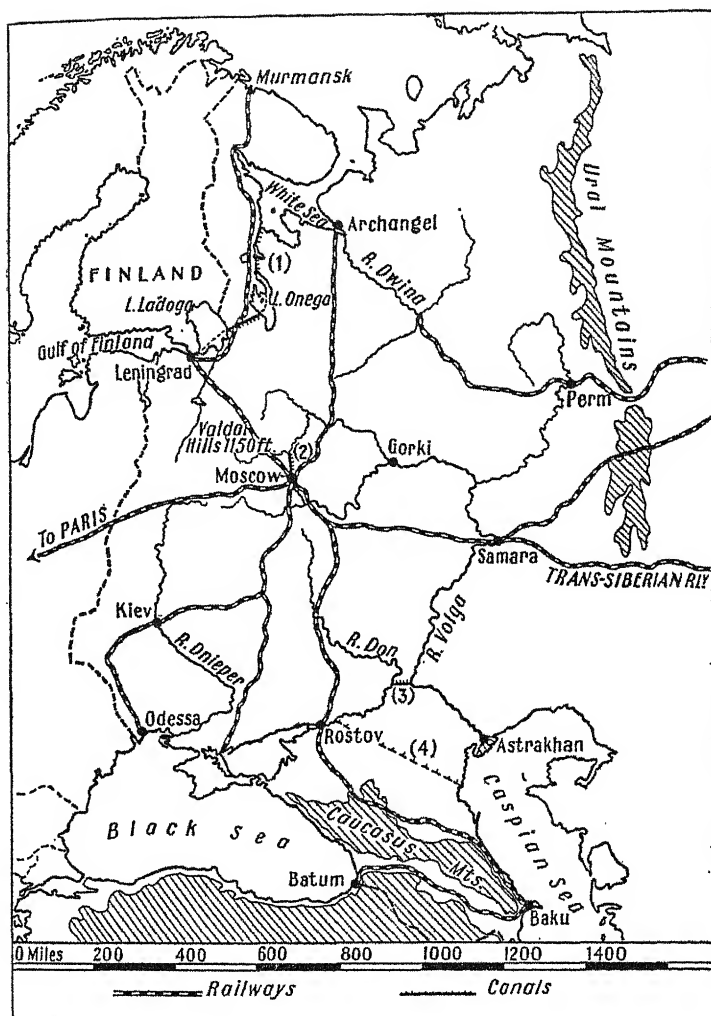 Murmansk
White Sea
Archangel
Ural Mountains
(1)
R. Dwina
FINLAND
L. Ladoga
L. Onega
Gulf of Finland
Leningrad
Perm
Valdai
Hills 1150 ft.
(2)
Gorki
Moscow
To PARIS
Samara
TRANS-SIBERIAN RLY
Kiev
R. Dnieper
R. Don
R. Volga
(3)
Odessa
Rostov
(4)
Astrakhan
Black Sea
Caucasus
Mts.
Caspian Sea
Batum
Baku
0 Miles 200 400 600 800 1000 1200 1400
Railways Canals